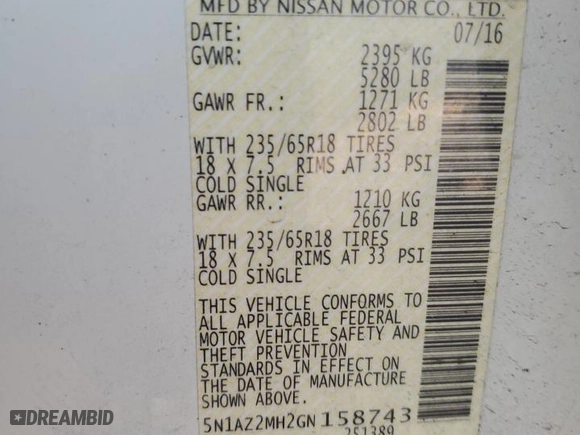 MFD BY NISSAN MOTOR CO., LTD.
DATE: 07/16
GVWR: 2395 KG
5280 LB
GAWR FR.: 1271 KG
2802 LB
WITH 235/65R18 TIRES
18 X 7.5 RIMS AT 33 PSI
COLD SINGLE
GAWR RR.: 1210 KG
2667 LB
WITH 235/65R18 TIRES
18 X 7.5 RIMS AT 33 PSI
COLD SINGLE
THIS VEHICLE CONFORMS TO
ALL APPLICABLE FEDERAL
MOTOR VEHICLE SAFETY AND
THEFT PREVENTION
STANDARDS IN EFFECT ON
THE DATE OF MANUFACTURE
SHOWN ABOVE.
5N1AZ2MH2GN158743
251389
DREAMBID